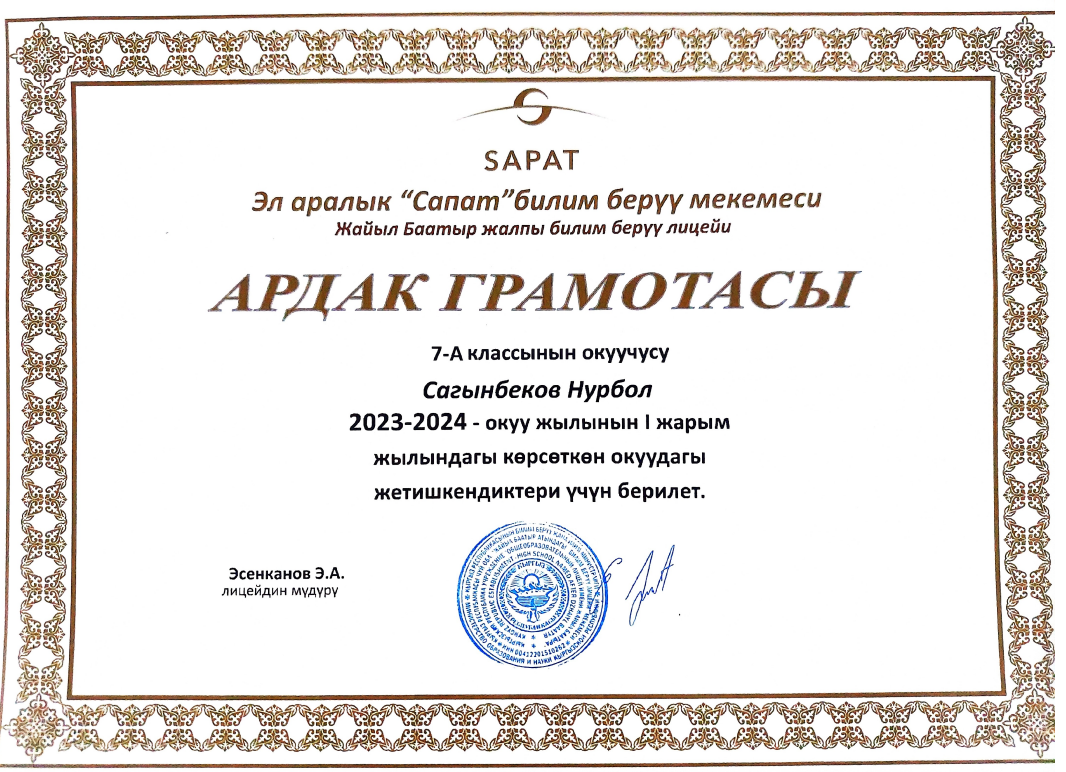 SAPAT
Эл аралык “Сапат”билим берүү мекемеси
Жайыл Баатыр жалпы билим берүү лицейи
АРДАК ГРАМОТАСЫ
7-А классынын окуучусу
Сагынбеков Нурбол
2023-2024 - окуу жылынын I жарым
жылындагы көрсөткөн окуудагы
жетишкендиктери үчүн берилет.
Эсенканов Э.А.
лицейдин мүдүрү